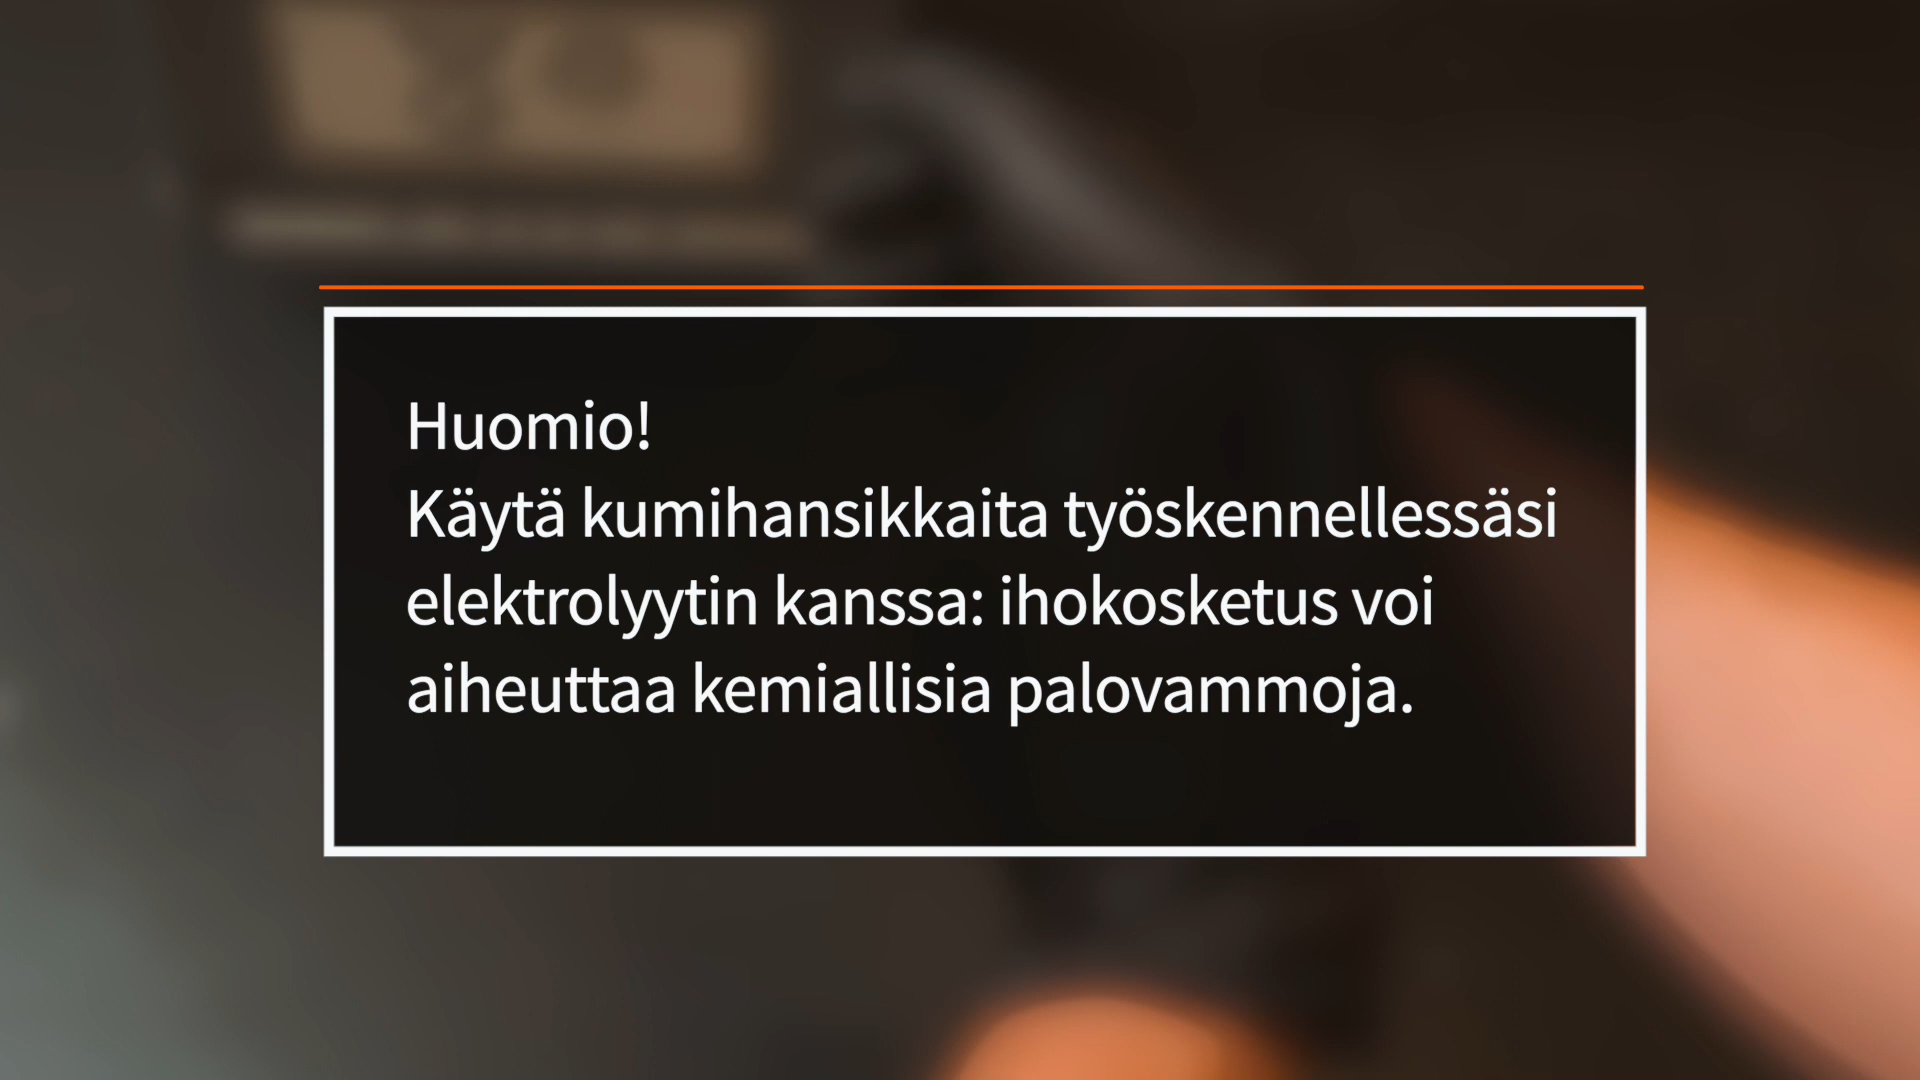 Huomio!
Käytä kumihansikkaita työskennellessäsi
elektrolyytin kanssa: ihokosketus voi
aiheuttaa kemiallisia palovammoja.